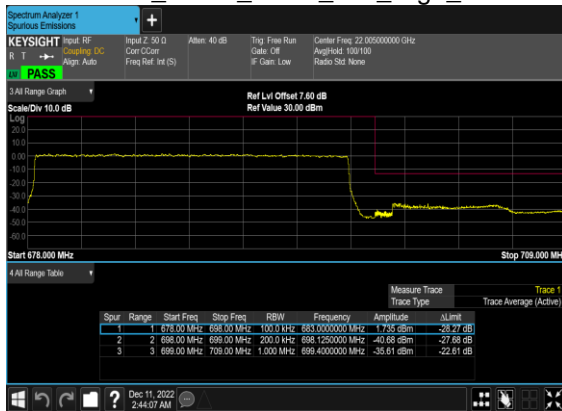 Spectrum Analyzer 1
Spurious Emissions
+
KEYSIGHT Input: RF Input Z: 50 Ω Atten: 40 dB Trig: Free Run Center Freq: 22.005000000 GHz
R T Coupling: DC Corr CCorr Gate: Off Avg|Hold: 100/100
Align: Auto Freq Ref: Int (S) IF Gain: Low Radio Std: None
PASS
3 All Range Graph
Ref Lvl Offset 7.60 dB
Scale/Div 10.0 dB Ref Value 30.00 dBm
Log
20.0
10.0
0.00
-10.0
-20.0
-30.0
-40.0
-50.0
-60.0
Start 678.000 MHz Stop 709.000 MH
4 All Range Table
Measure Trace Trace 1
Trace Type Trace Average (Active)
Spur Range Start Freq Stop Freq RBW Frequency Amplitude ΔLimit
1 1 678.00 MHz 698.00 MHz 100.0 kHz 683.0000000 MHz 1.735 dBm -28.27 dB
2 2 698.00 MHz 699.00 MHz 200.0 kHz 698.1250000 MHz -40.68 dBm -27.68 dB
3 3 699.00 MHz 709.00 MHz 1.000 MHz 699.4000000 MHz -35.61 dBm -22.61 dB
? Dec 11, 2022
2:44:07 AM